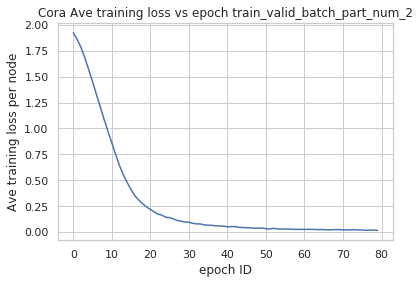 Cora Ave training loss vs epoch train_valid_batch_part_num_2
2.00
1.75
1.50
1.25
1.00
0.75
0.50
0.25
0.00
Ave training loss per node
0 10 20 30 40 50 60 70 80
epoch ID